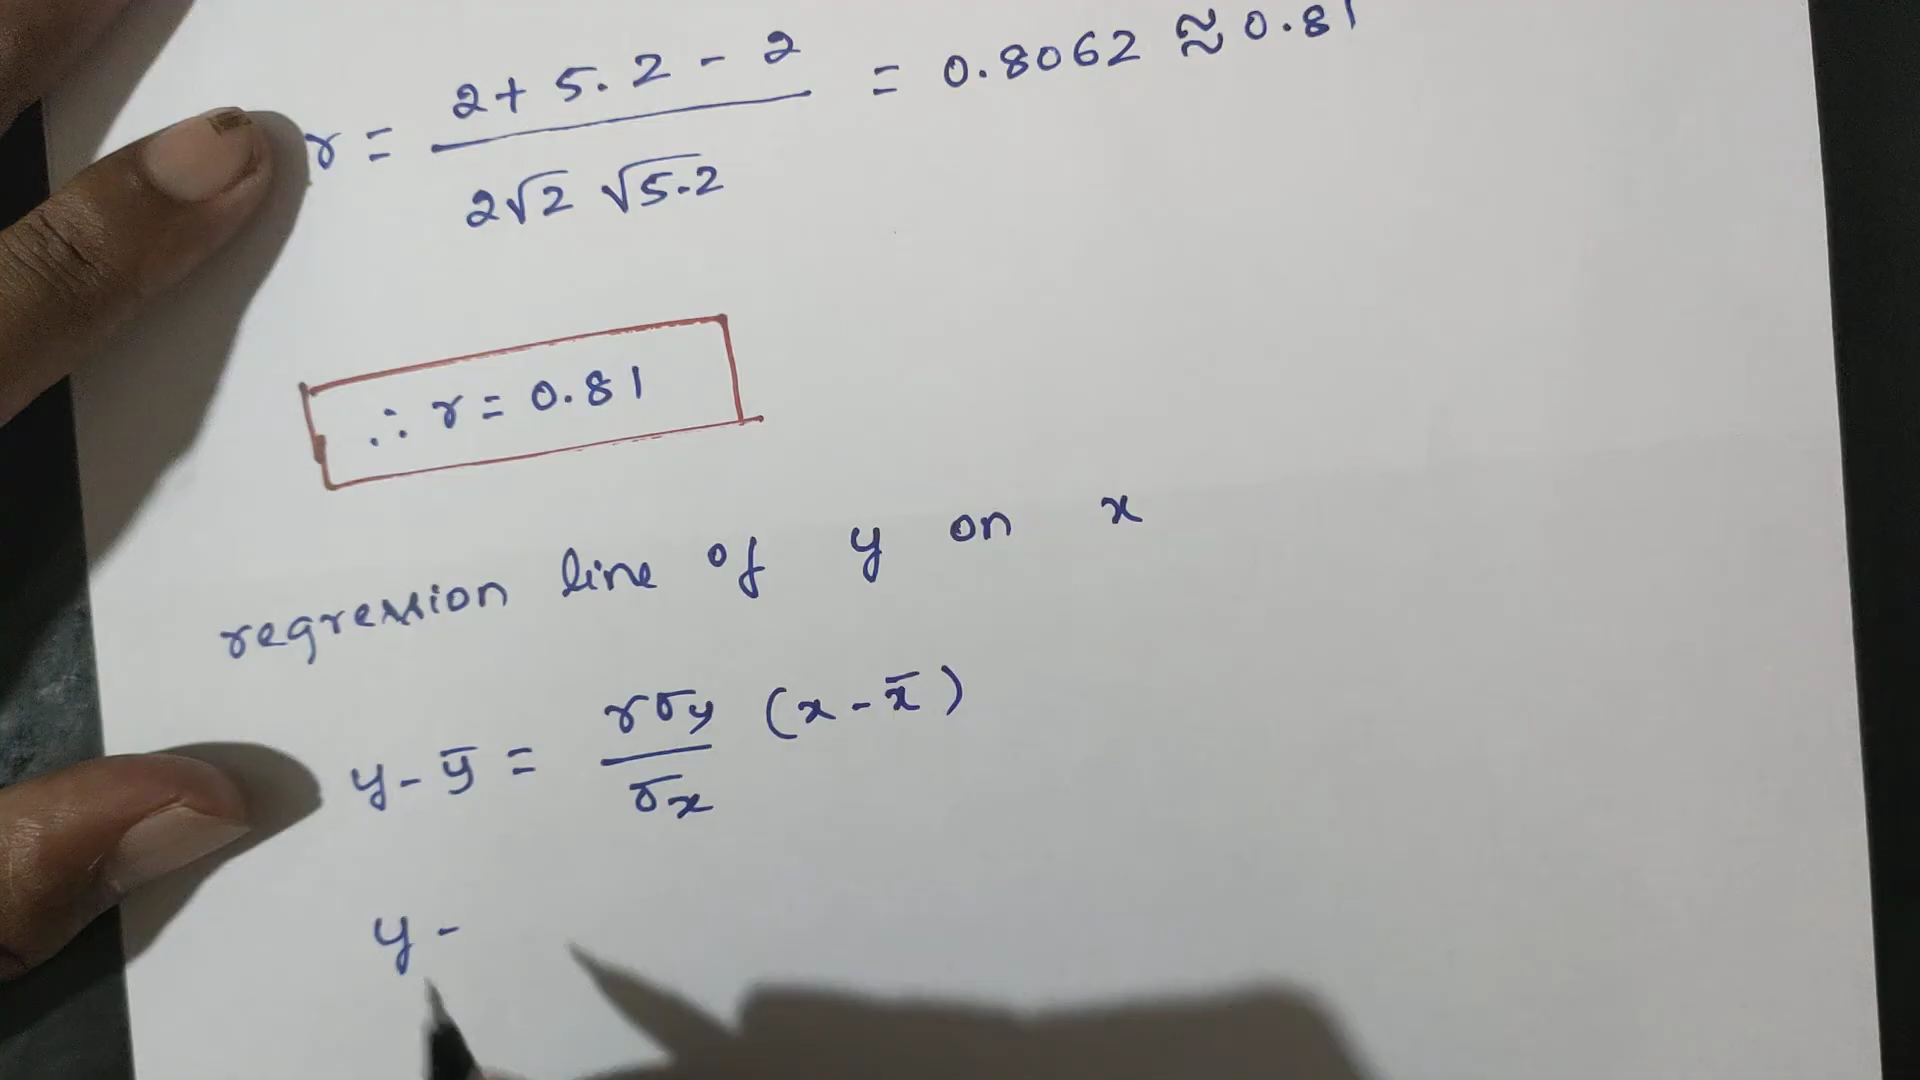 r = (2 + 5.2 - 2) / (2√2 √5.2) = 0.8062 ≈ 0.81
∴ r = 0.81
regression line of y on x
y - ȳ = (rσy / σx) (x - x̄)
y -